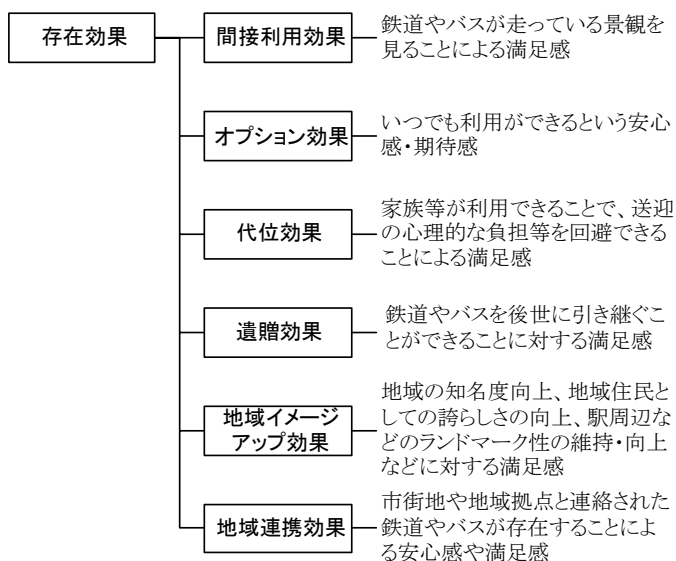 存在効果
間接利用効果
鉄道やバスが走っている景観を
見ることによる満足感
オプション効果
いつでも利用ができるという安心
感・期待感
代位効果
家族等が利用できることで、送迎
の心理的な負担等を回避できる
ことによる満足感
遺贈効果
鉄道やバスを後世に引き継ぐこ
とができることに対する満足感
地域イメージ
アップ効果
地域の知名度向上、地域住民と
しての誇らしさの向上、駅周辺な
どのランドマーク性の維持・向上
などに対する満足感
地域連携効果
市街地や地域拠点と連絡された
鉄道やバスが存在することによ
る安心感や満足感